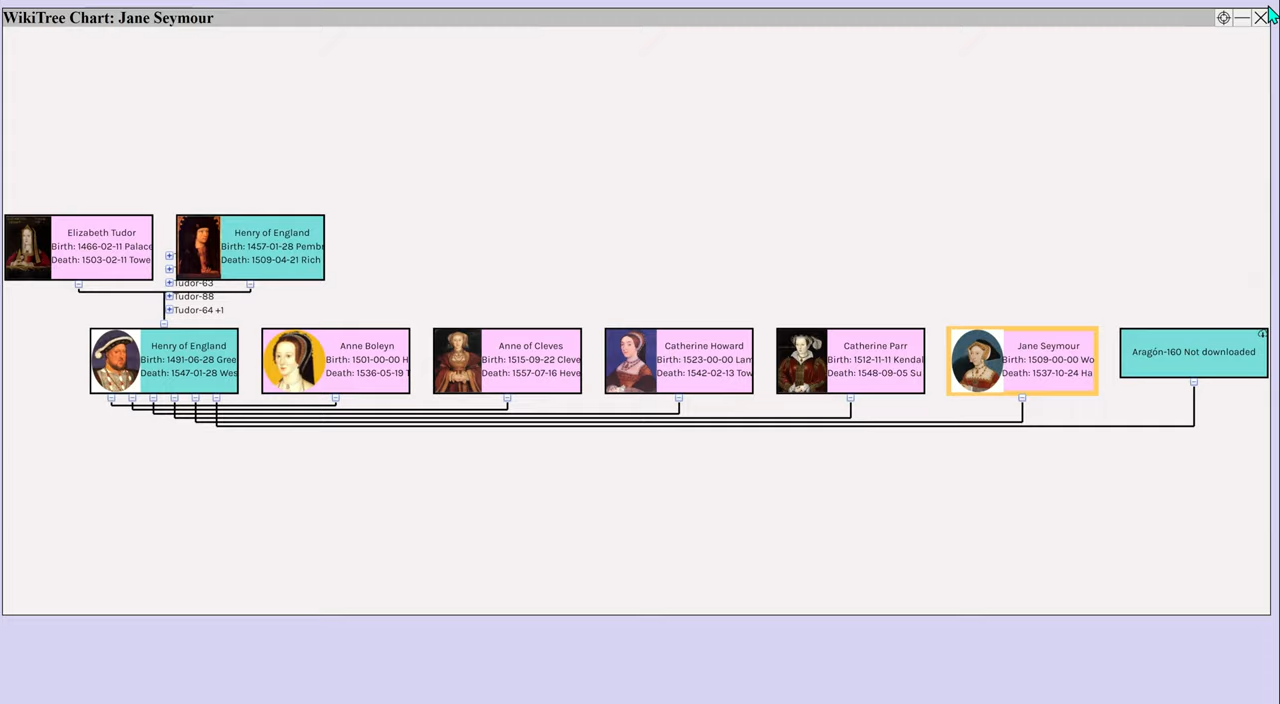 WikiTree Chart: Jane Seymour
Elizabeth Tudor
Birth: 1466-02-11 Palace
Death: 1503-02-11 Towe
Henry of England
Birth: 1457-01-28 Pembr
Death: 1509-04-21 Rich
Tudor-63
Tudor-88
Tudor-64 +1
Henry of England
Birth: 1491-06-28 Gree
Death: 1547-01-28 Wes
Anne Boleyn
Birth: 1501-00-00 H
Death: 1536-05-19 T
Anne of Cleves
Birth: 1515-09-22 Cleve
Death: 1557-07-16 Heve
Catherine Howard
Birth: 1523-00-00 Lam
Death: 1542-02-13 Tow
Catherine Parr
Birth: 1512-11-11 Kendal
Death: 1548-09-05 Su
Jane Seymour
Birth: 1509-00-00 Wo
Death: 1537-10-24 Ha
Aragón-160 Not downloaded